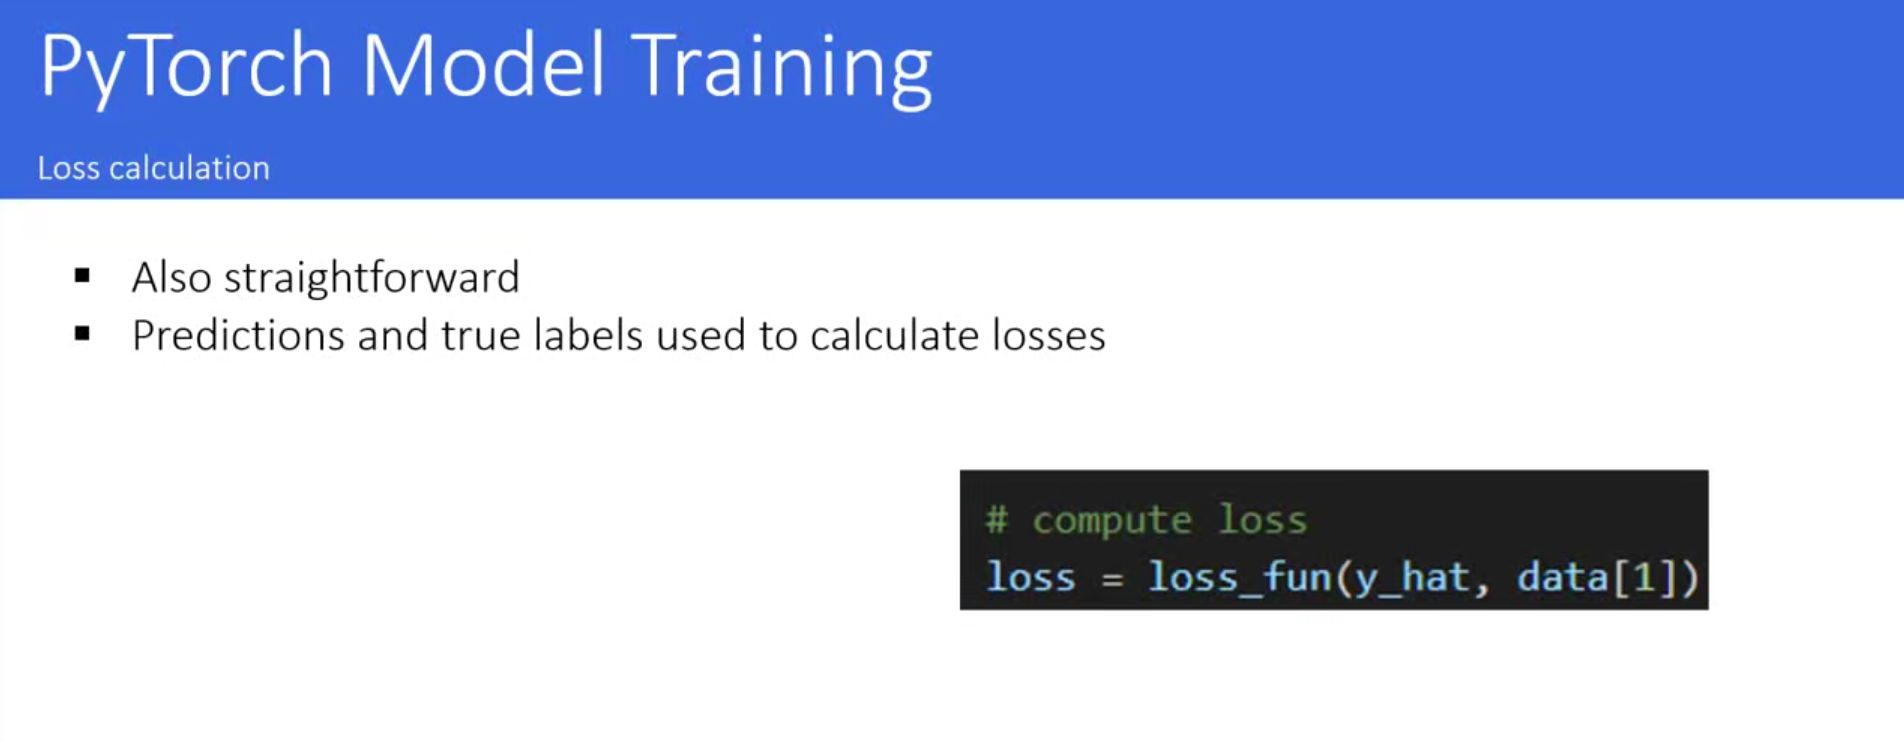 PyTorch Model Training
Loss calculation
▪ Also straightforward
▪ Predictions and true labels used to calculate losses
# compute loss
loss = loss_fun(y_hat, data[1])